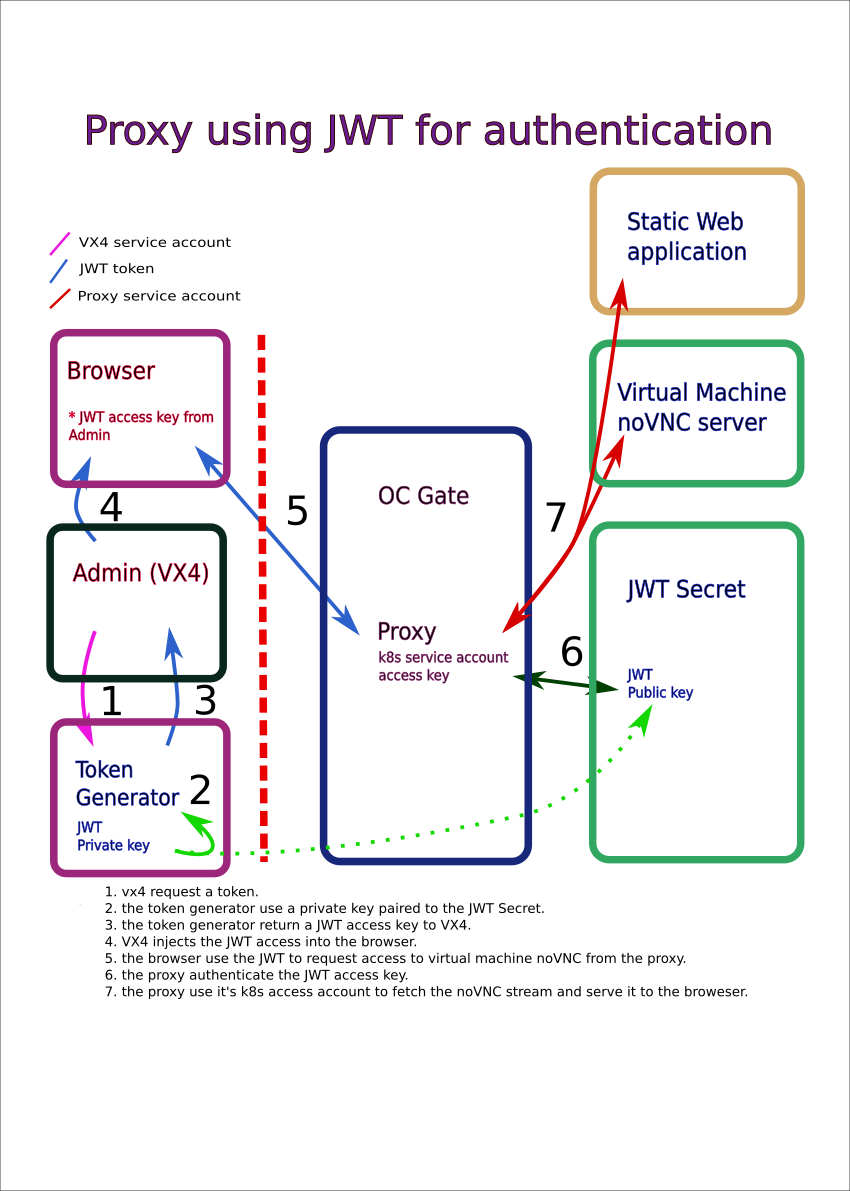 Proxy using JWT for authentication
VX4 service account
JWT token
Proxy service account
Static Web
application
Browser
* JWT access key from
Admin
Virtual Machine
noVNC server
4
5
7
OC Gate
Admin (VX4)
JWT Secret
Proxy
k8s service account
access key
6
JWT
Public key
1
3
Token
Generator
2
JWT
Private key
1. vx4 request a token.
2. the token generator use a private key paired to the JWT Secret.
3. the token generator return a JWT access key to VX4.
4. VX4 injects the JWT access into the browser.
5. the browser use the JWT to request access to virtual machine noVNC from the proxy.
6. the proxy authenticate the JWT access key.
7. the proxy use it's k8s access account to fetch the noVNC stream and serve it to the broweser.